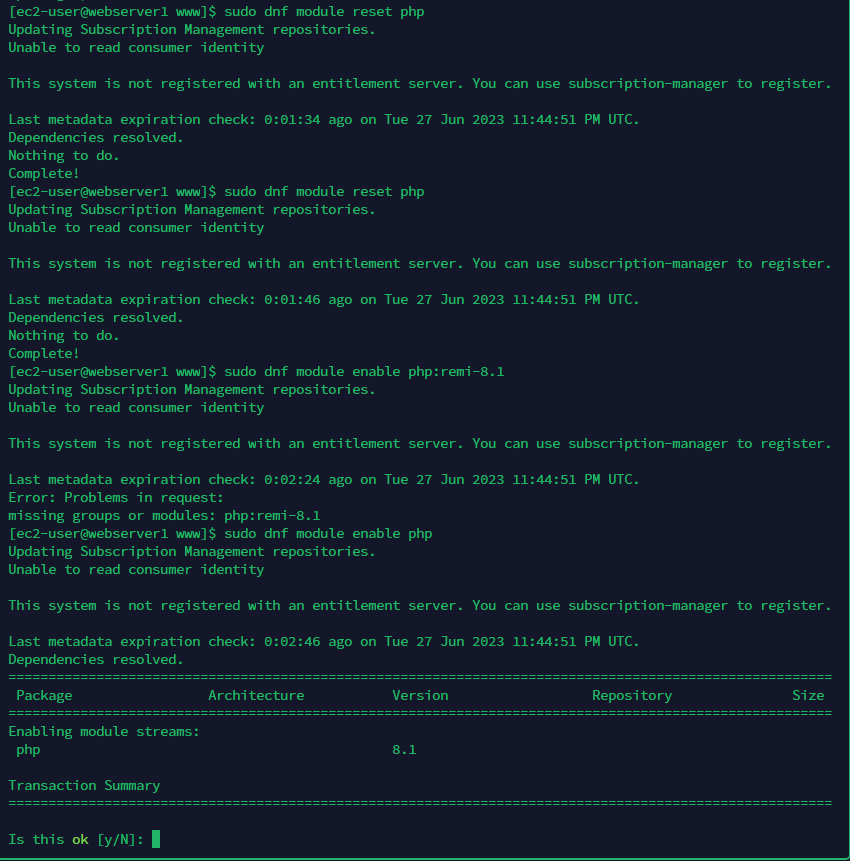 [ec2-user@webserver1 www]$ sudo dnf module reset php
Updating Subscription Management repositories.
Unable to read consumer identity
This system is not registered with an entitlement server. You can use subscription-manager to register.
Last metadata expiration check: 0:01:34 ago on Tue 27 Jun 2023 11:44:51 PM UTC.
Dependencies resolved.
Nothing to do.
Complete!
[ec2-user@webserver1 www]$ sudo dnf module reset php
Updating Subscription Management repositories.
Unable to read consumer identity
This system is not registered with an entitlement server. You can use subscription-manager to register.
Last metadata expiration check: 0:01:46 ago on Tue 27 Jun 2023 11:44:51 PM UTC.
Dependencies resolved.
Nothing to do.
Complete!
[ec2-user@webserver1 www]$ sudo dnf module enable php:remi-8.1
Updating Subscription Management repositories.
Unable to read consumer identity
This system is not registered with an entitlement server. You can use subscription-manager to register.
Last metadata expiration check: 0:02:24 ago on Tue 27 Jun 2023 11:44:51 PM UTC.
Error: Problems in request:
missing groups or modules: php:remi-8.1
[ec2-user@webserver1 www]$ sudo dnf module enable php
Updating Subscription Management repositories.
Unable to read consumer identity
This system is not registered with an entitlement server. You can use subscription-manager to register.
Last metadata expiration check: 0:02:46 ago on Tue 27 Jun 2023 11:44:51 PM UTC.
Dependencies resolved.
=======================================================================================================
Package Architecture Version Repository Size
=======================================================================================================
Enabling module streams:
php 8.1
Transaction Summary
=======================================================================================================
Is this ok [y/N]: